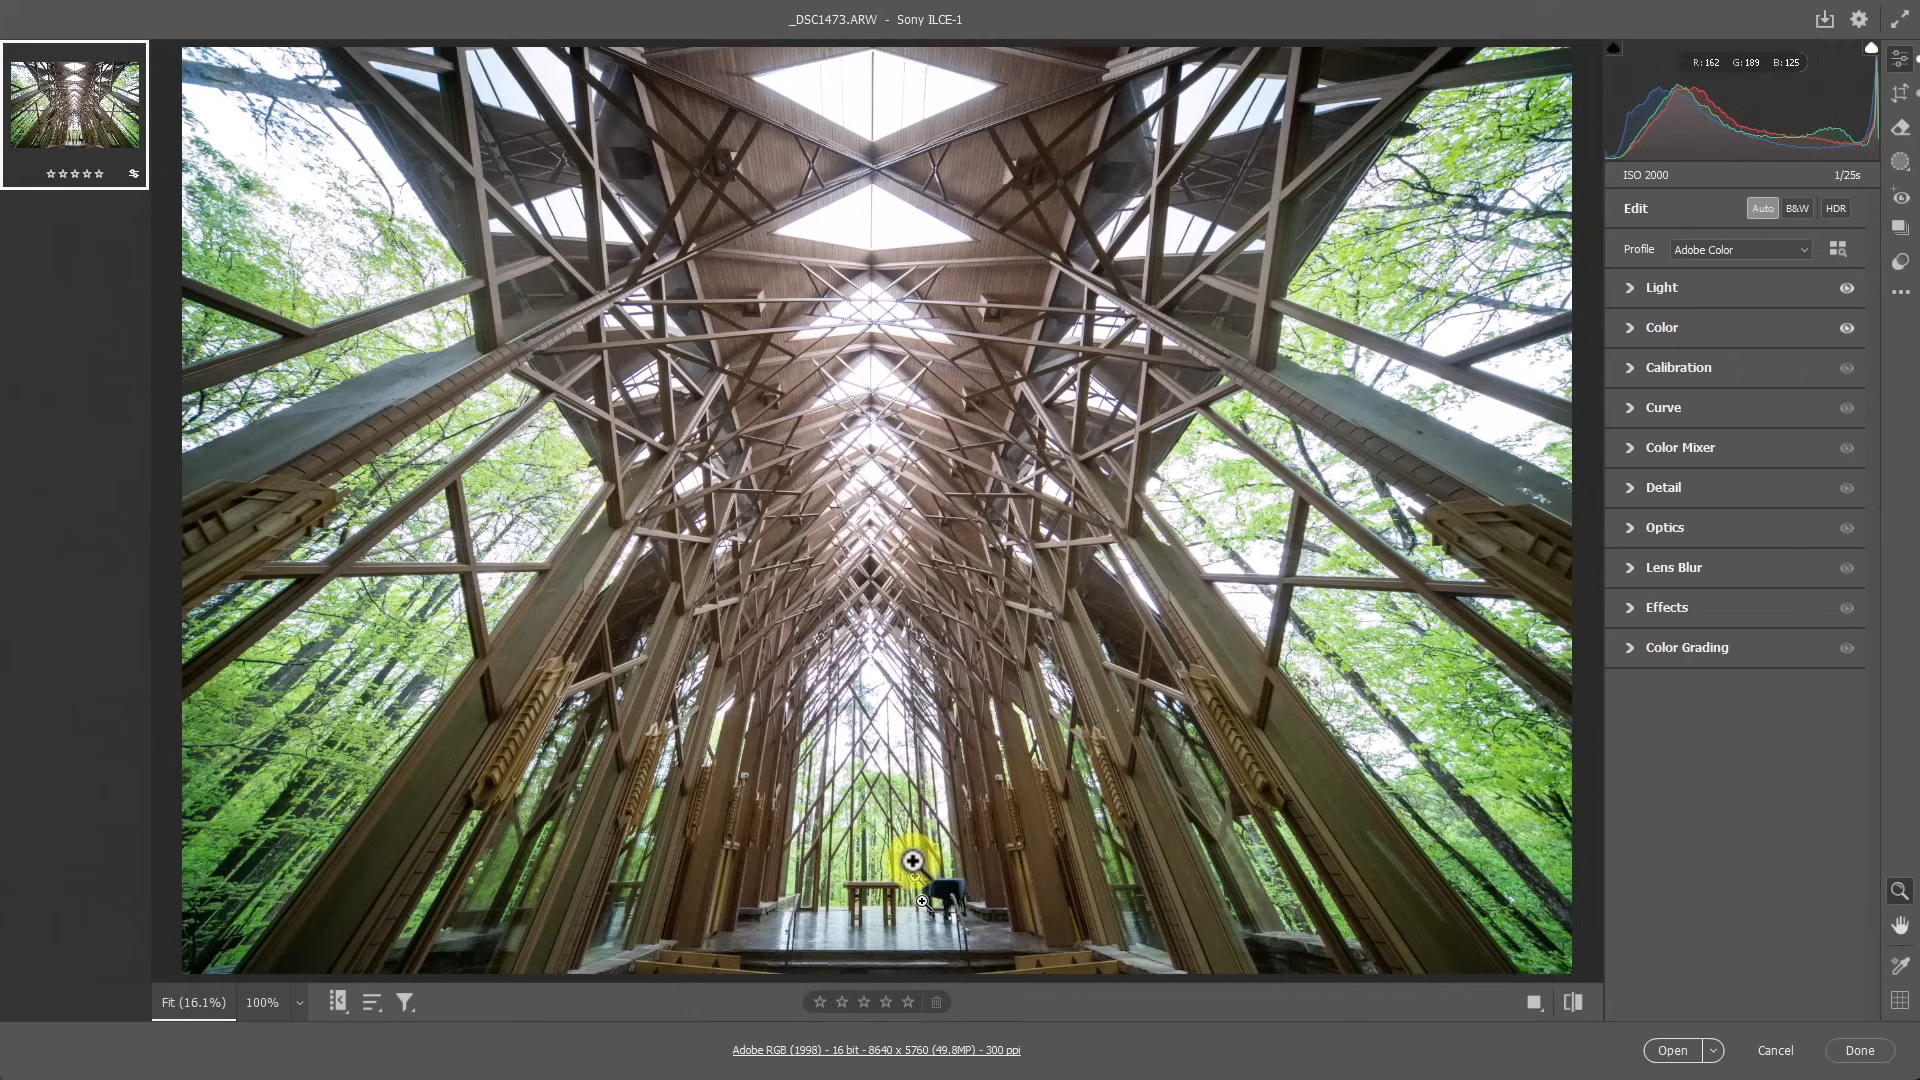 _DSC1473.ARW - Sony ILCE-1
R: 162 G: 189 B: 125
ISO 2000 1/25s
Edit Auto B&W HDR
Profile Adobe Color
Light
Color
Calibration
Curve
Color Mixer
Detail
Optics
Lens Blur
Effects
Color Grading
Fit (16.1%) 100%
Adobe RGB (1998) - 16 bit - 8640 x 5760 (49.8MP) - 300 ppi
Open Cancel Done